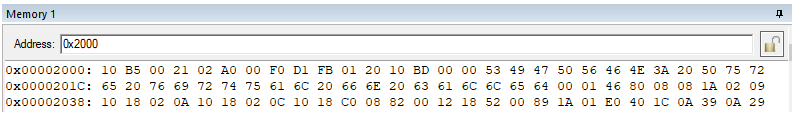 Memory 1
Address: 0x2000
0x00002000: 10 B5 00 21 02 A0 00 F0 D1 FB 01 20 10 BD 00 00 53 49 47 50 56 46 4E 3A 20 50 75 72
0x0000201C: 65 20 76 69 72 74 75 61 6C 20 66 6E 20 63 61 6C 6C 65 64 00 01 46 80 08 08 1A 02 09
0x00002038: 10 18 02 0A 10 18 02 0C 10 18 C0 08 82 00 12 18 52 00 89 1A 01 E0 40 1C 0A 39 0A 29